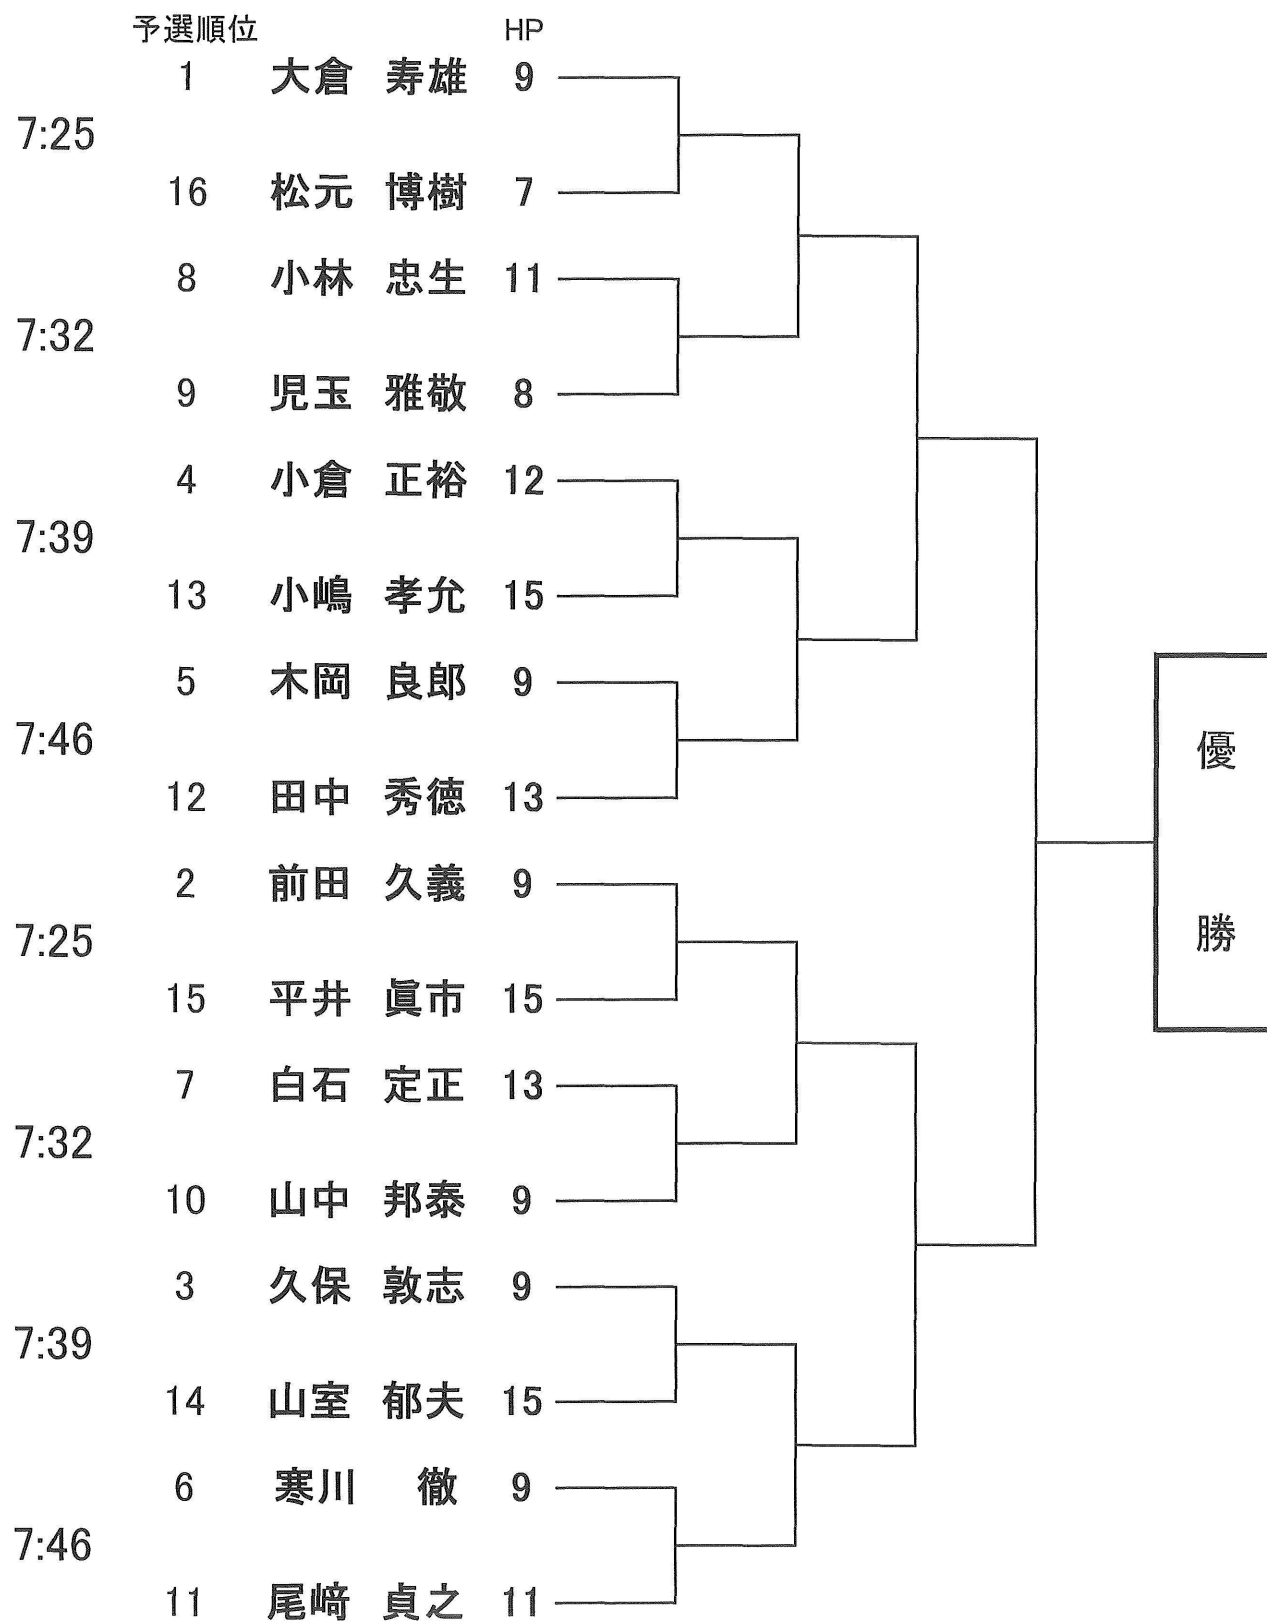 予選順位 HP
1 大倉 寿雄 9
7:25
16 松元 博樹 7
8 小林 忠生 11
7:32
9 児玉 雅敬 8
4 小倉 正裕 12
7:39
13 小嶋 孝允 15
5 木岡 良郎 9
7:46
12 田中 秀徳 13
2 前田 久義 9
7:25
15 平井 眞市 15
7 白石 定正 13
7:32
10 山中 邦泰 9
3 久保 敦志 9
7:39
14 山室 郁夫 15
6 寒川 徹 9
7:46
11 尾﨑 貞之 11
優
勝